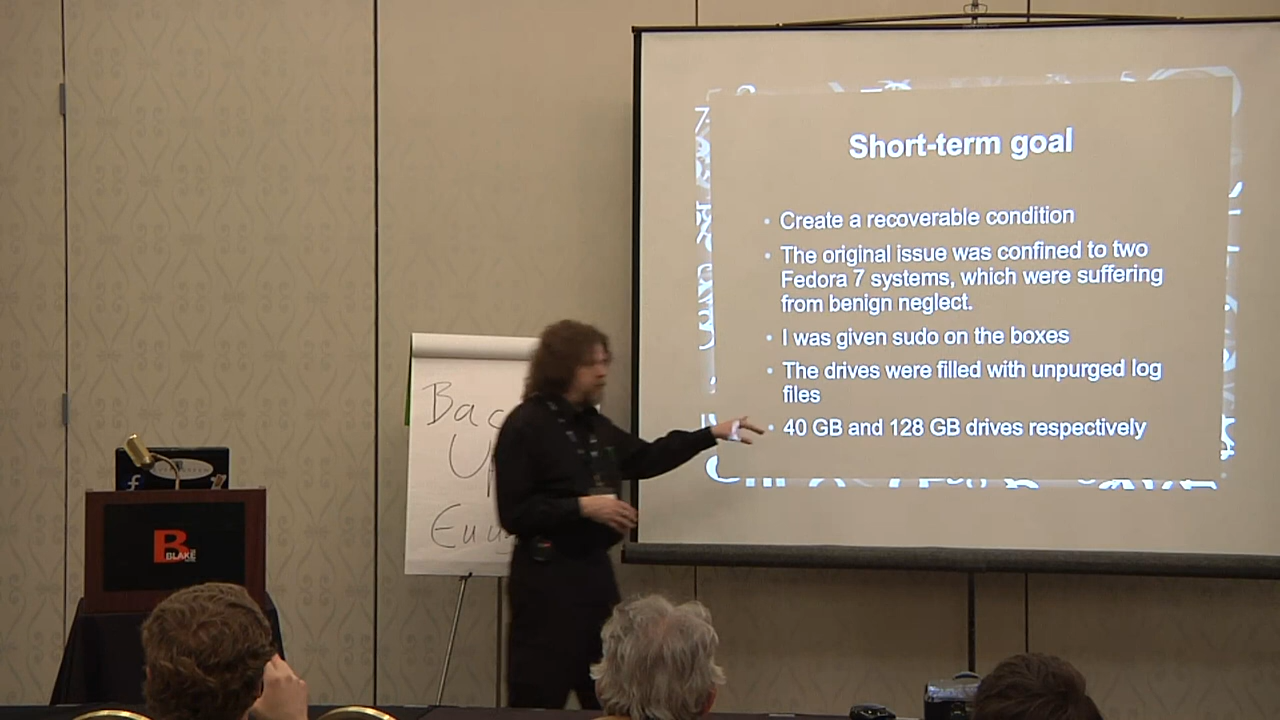 Short-term goal
• Create a recoverable condition
• The original issue was confined to two
Fedora 7 systems, which were suffering
from benign neglect.
• I was given sudo on the boxes
• The drives were filled with unpurged log
files
• 40 GB and 128 GB drives respectively
f
B
BLAKE